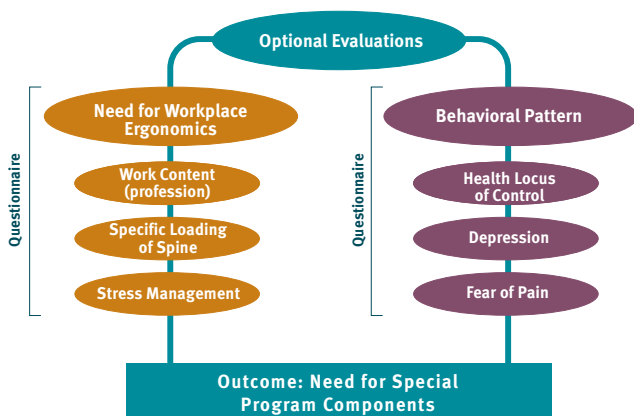 Optional Evaluations
Questionnaire
Need for Workplace
Ergonomics
Work Content
(profession)
Specific Loading
of Spine
Stress Management
Questionnaire
Behavioral Pattern
Health Locus
of Control
Depression
Fear of Pain
Outcome: Need for Special
Program Components